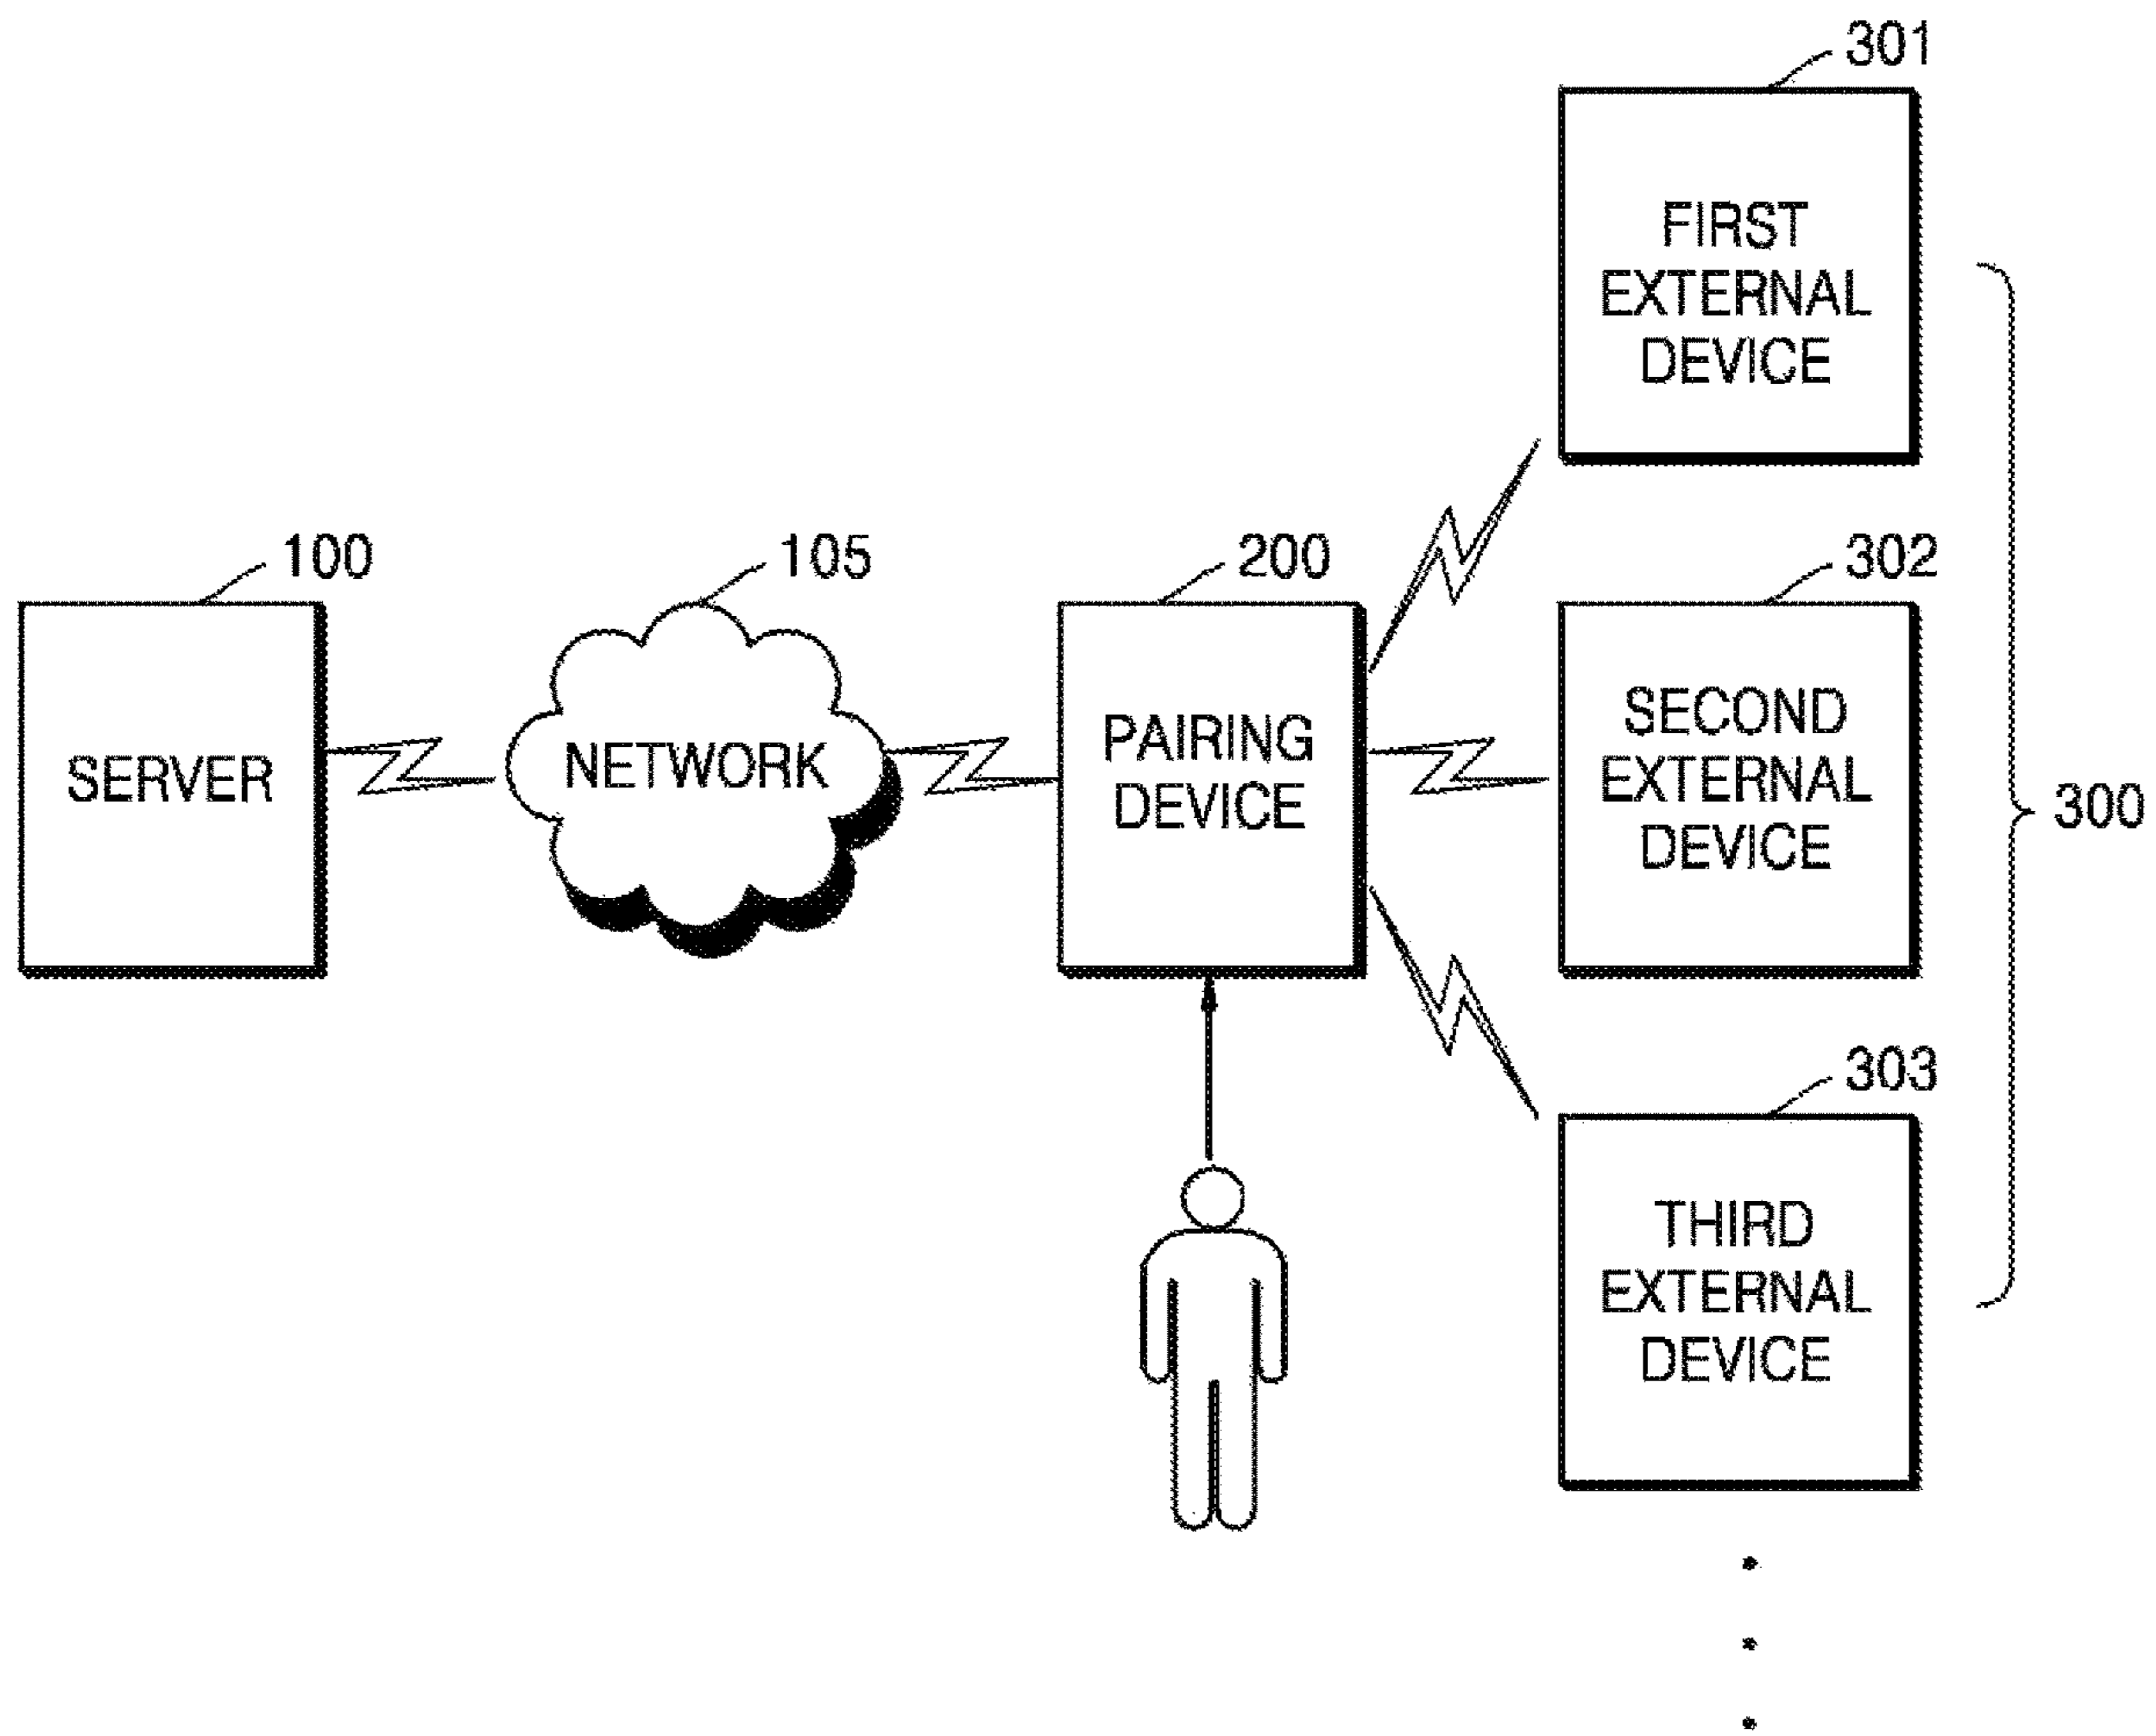 301
FIRST
EXTERNAL
DEVICE
100
105
200
302
SERVER
NETWORK
PAIRING
DEVICE
SECOND
EXTERNAL
DEVICE
300
303
THIRD
EXTERNAL
DEVICE